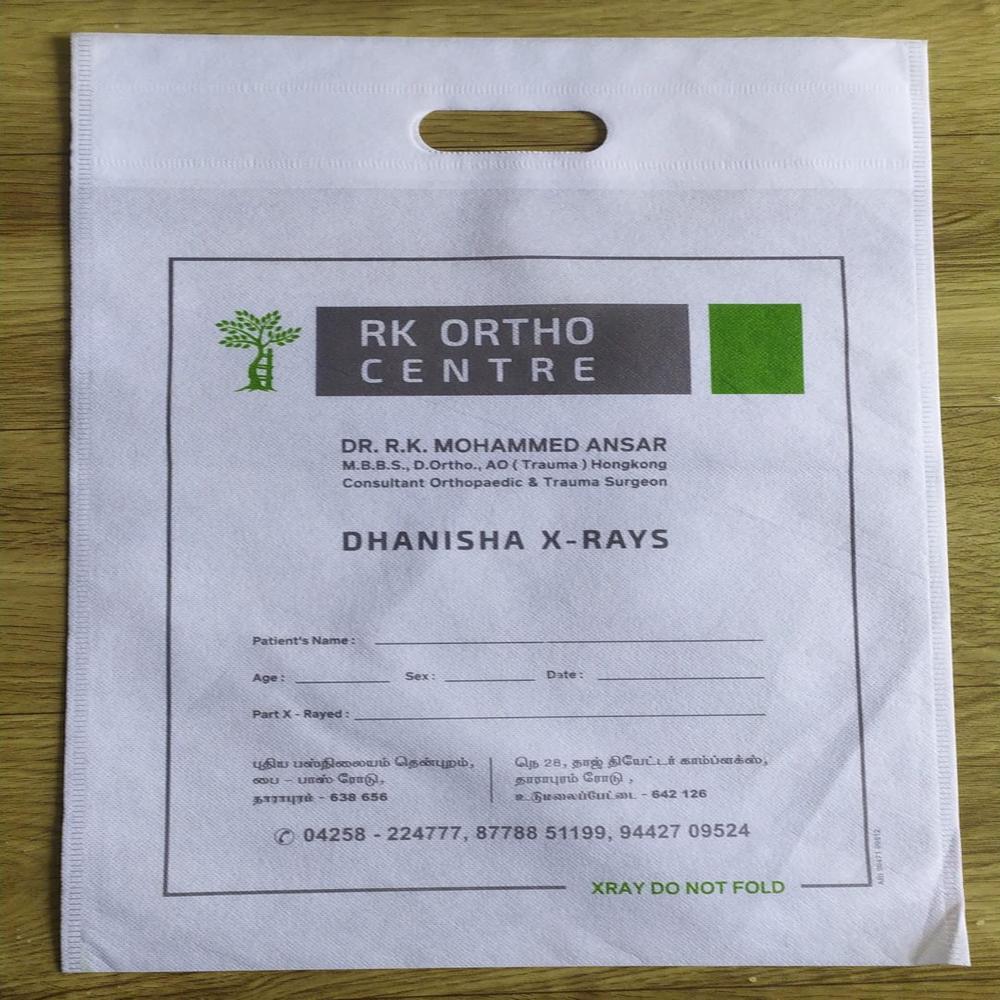 RK ORTHO
CENTRE
DR. R.K. MOHAMMED ANSAR
M.B.B.S., D.Ortho., AO ( Trauma ) Hongkong
Consultant Orthopaedic & Trauma Surgeon
DHANISHA X-RAYS
Patient's Name :
Age : Sex : Date :
Part X - Rayed :
புதிய பஸ்நிலையம் தென்புறம்,
பை - பாஸ் ரோடு,
தாராபுரம் - 638 656
நெ 28, தாஜ் தியேட்டர் காம்ப்ளக்ஸ்,
தாராபுரம் ரோடு ,
உடுமலைப்பேட்டை - 642 126
✆ 04258 - 224777, 87788 51199, 94427 09524
XRAY DO NOT FOLD